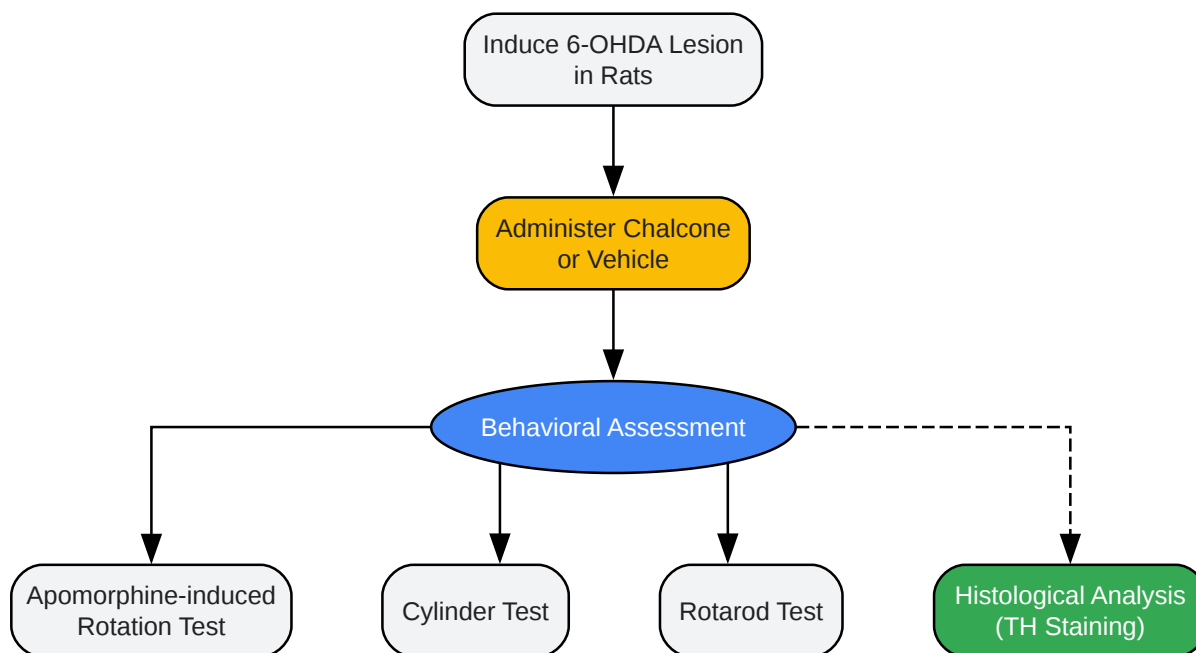 Induce 6-OHDA Lesion
in Rats
Administer Chalcone
or Vehicle
Behavioral Assessment
Apomorphine-induced
Rotation Test
Cylinder Test
Rotarod Test
Histological Analysis
(TH Staining)